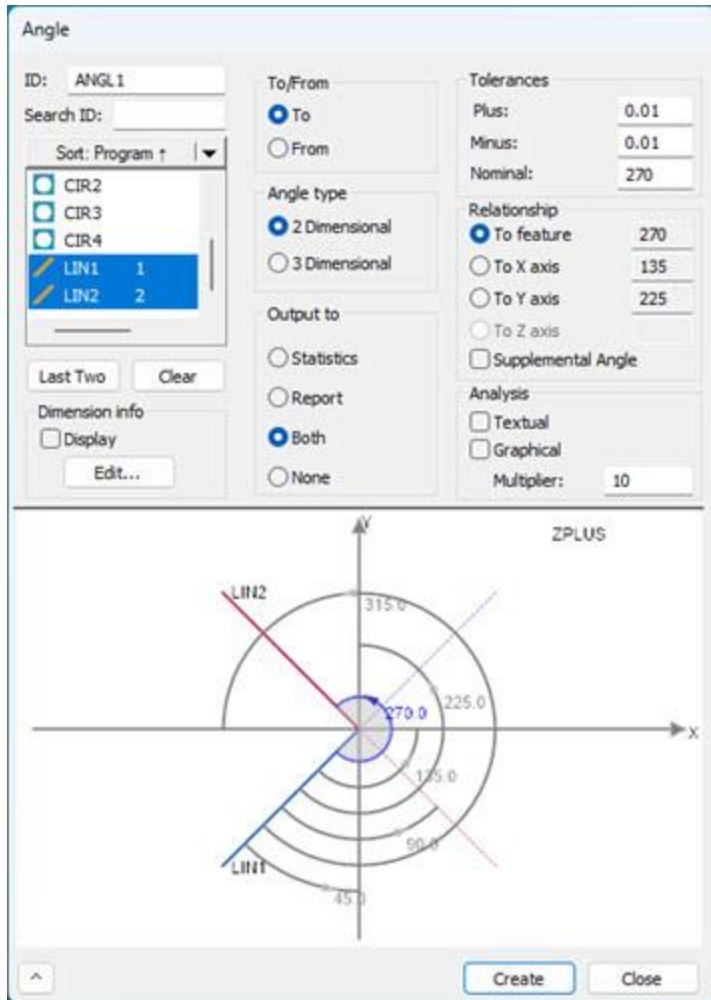 Angle
ID: ANGL1
Search ID:
Sort: Program ↑
CIR2
CIR3
CIR4
LIN1 1
LIN2 2
Last Two Clear
Dimension info
Display
Edit...
To/From
To
From
Angle type
2 Dimensional
3 Dimensional
Output to
Statistics
Report
Both
None
Tolerances
Plus: 0.01
Minus: 0.01
Nominal: 270
Relationship
To feature 270
To X axis 135
To Y axis 225
To Z axis
Supplemental Angle
Analysis
Textual
Graphical
Multiplier: 10
Y
ZPLUS
LIN2
315.0
225.0
270.0
X
135.0
90.0
LIN1
45.0
Create Close